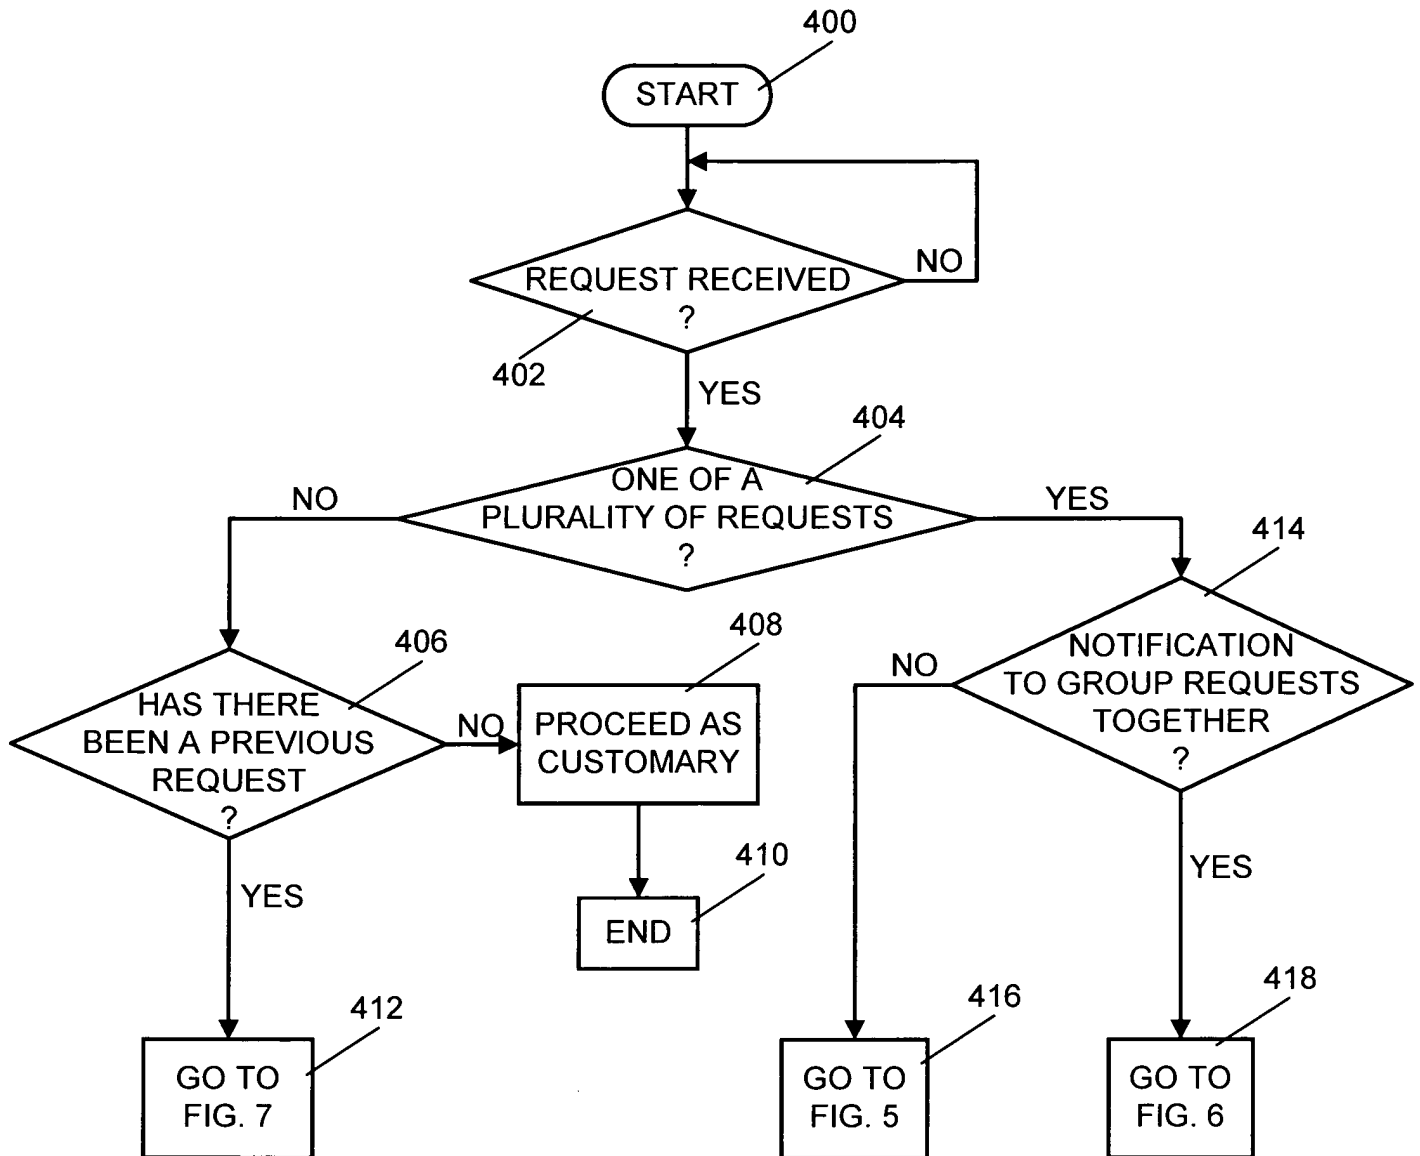 400
START
REQUEST RECEIVED
?
NO
402
YES
404
ONE OF A
PLURALITY OF REQUESTS
?
NO
YES
414
406
408
HAS THERE
BEEN A PREVIOUS
REQUEST
?
NO
PROCEED AS
CUSTOMARY
NOTIFICATION
TO GROUP REQUESTS
TOGETHER
?
NO
YES
410
END
YES
412
GO TO
FIG. 7
416
GO TO
FIG. 5
418
GO TO
FIG. 6